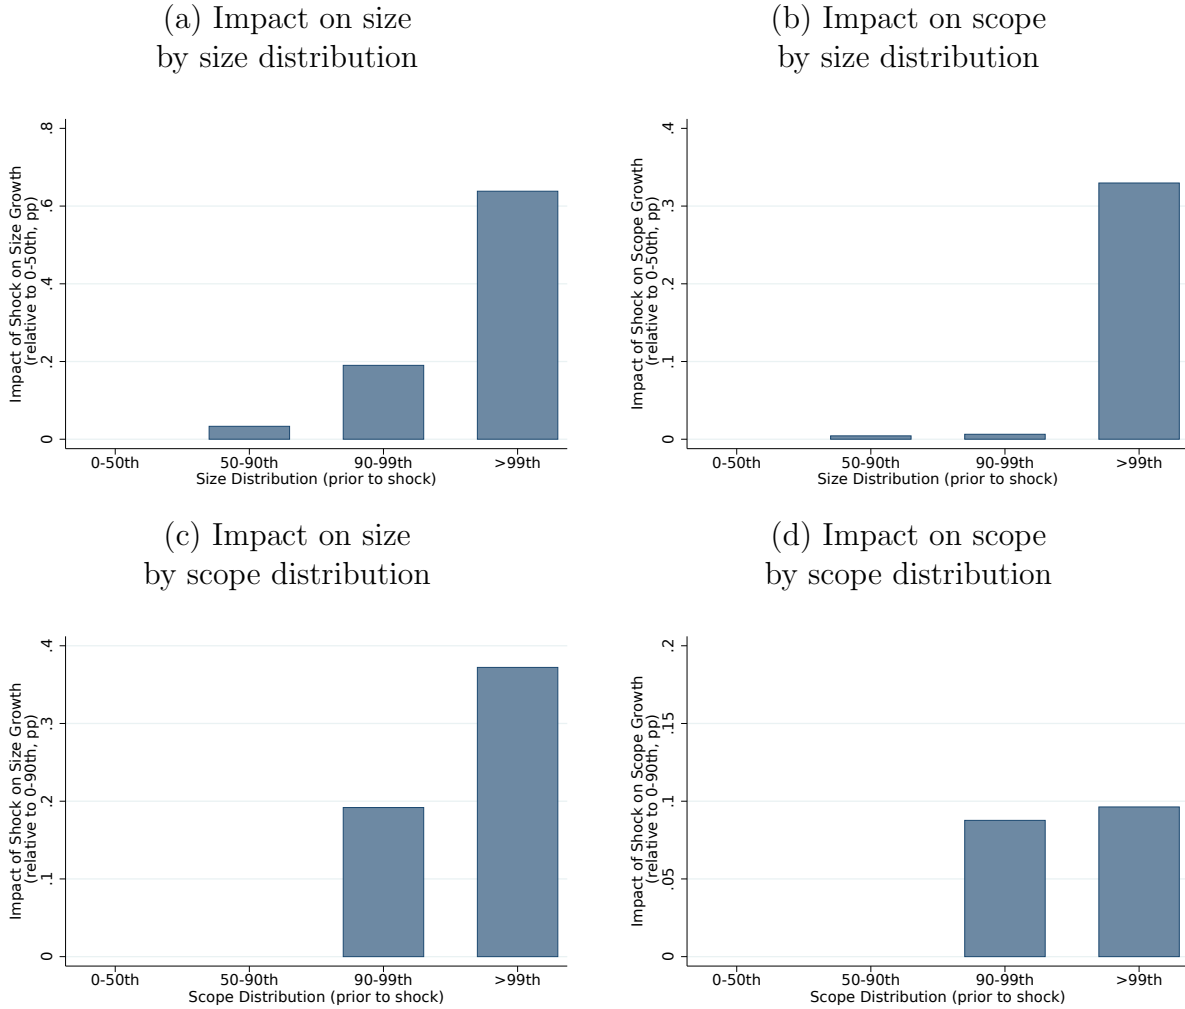 (a) Impact on size
by size distribution
Impact of Shock on Size Growth
(relative to 0-50th, pp)
.8
.6
.4
.2
0
0-50th 50-90th 90-99th >99th
Size Distribution (prior to shock)
(b) Impact on scope
by size distribution
Impact of Shock on Scope Growth
(relative to 0-50th, pp)
.4
.3
.2
.1
0
0-50th 50-90th 90-99th >99th
Size Distribution (prior to shock)
(c) Impact on size
by scope distribution
Impact of Shock on Size Growth
(relative to 0-90th, pp)
.4
.3
.2
.1
0
0-50th 50-90th 90-99th >99th
Scope Distribution (prior to shock)
(d) Impact on scope
by scope distribution
Impact of Shock on Scope Growth
(relative to 0-90th, pp)
.2
.15
.1
.05
0
0-50th 50-90th 90-99th >99th
Scope Distribution (prior to shock)